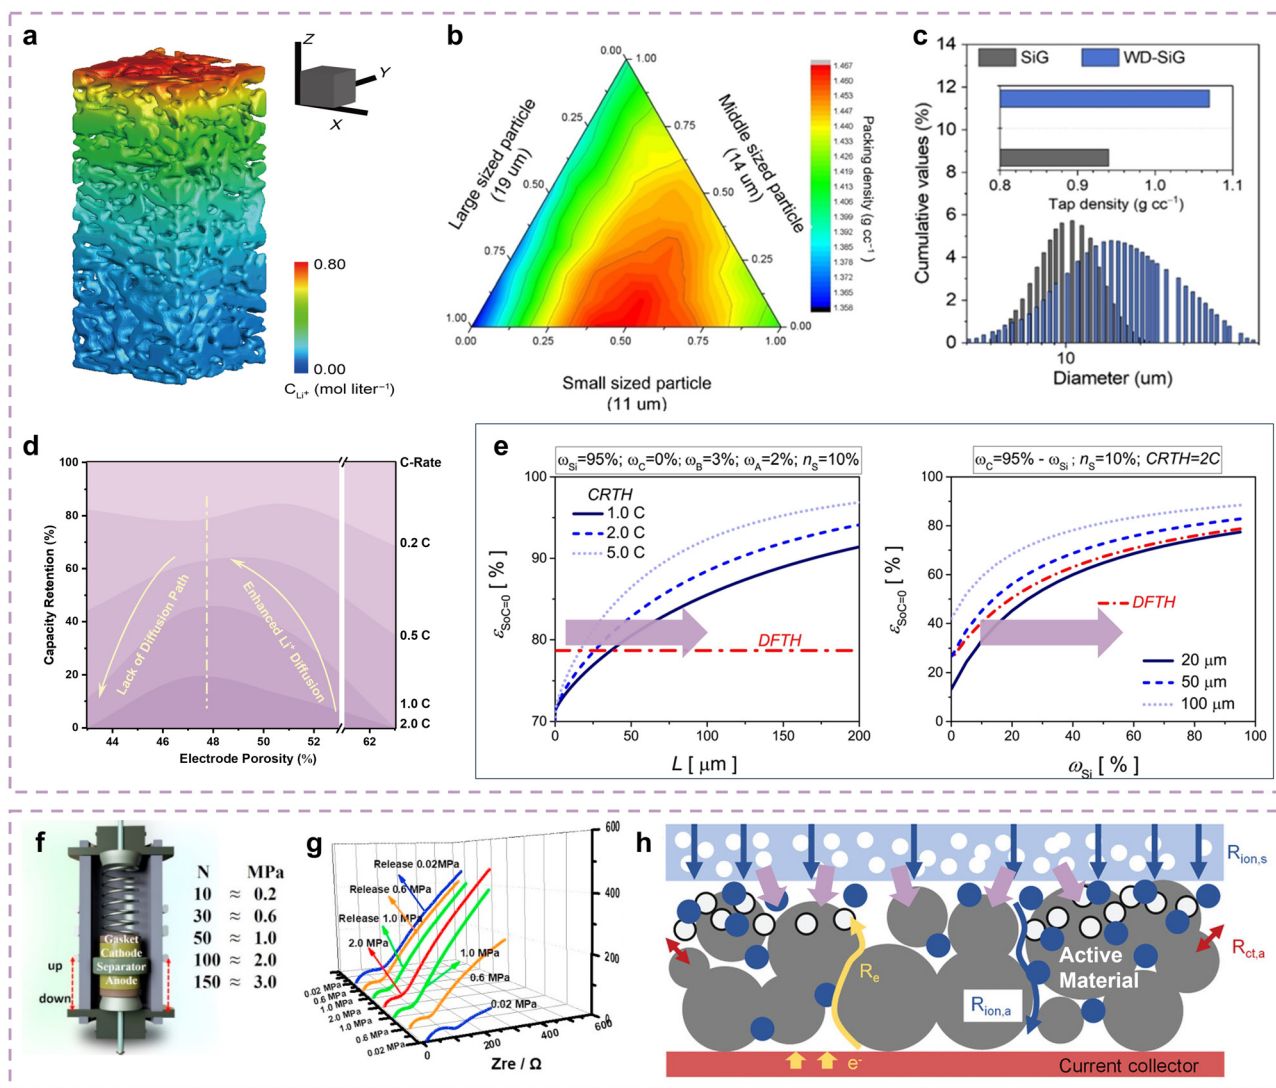 a
Z
Y
X
0.80
0.00
C_Li⁺ (mol liter⁻¹)
b
0.00
1.00
0.25
0.75
0.50
0.50
0.75
0.25
1.00
0.00
0.00
0.25
0.50
0.75
1.00
Large sized particle
(19 um)
Middle sized particle
(14 um)
Small sized particle
(11 um)
1.467
1.453
1.446
1.440
1.433
1.426
1.419
1.413
1.406
1.399
1.392
1.385
1.378
1.372
1.365
1.358
Packing density (g cc⁻¹)
c
SiG
WD-SiG
14
12
10
8
6
4
2
0
Cumulative values (%)
0.8
0.9
1.0
1.1
Tap density (g cc⁻¹)
10
Diameter (um)
d
100
80
60
40
20
0
Capacity Retention (%)
Lack of Diffusion Path
Enhanced Li⁺ Diffusion
C-Rate
0.2 C
0.5 C
1.0 C
2.0 C
44
46
48
50
52
62
Electrode Porosity (%)
e
ω_Si=95%; ω_C=0%; ω_B=3%; ω_A=2%; n_S=10%
CRTH
1.0 C
2.0 C
5.0 C
DFTH
100
90
80
70
ε_SoC=0 [ % ]
0
50
100
150
200
L [ μm ]
ω_C=95% - ω_Si ; n_S=10%; CRTH=2C
DFTH
20 μm
50 μm
100 μm
100
80
60
40
20
0
ε_SoC=0 [ % ]
0
20
40
60
80
100
ω_Si [ % ]
f
Gasket
Cathode
Separator
Anode
up
down
N MPa
10 ≈ 0.2
30 ≈ 0.6
50 ≈ 1.0
100 ≈ 2.0
150 ≈ 3.0
g
Release 0.02MPa
Release 0.6 MPa
Release 1.0 MPa
2.0 MPa
1.0 MPa
0.6 MPa
0.02MPa
0.02 MPa
0.6 MPa
1.0 MPa
2.0 MPa
1.0 MPa
0.6 MPa
0.02 MPa
600
400
200
0
0
200
400
600
Zre / Ω
h
R_ion,s
R_ct,a
Active
Material
R_e
R_ion,a
e⁻
Current collector